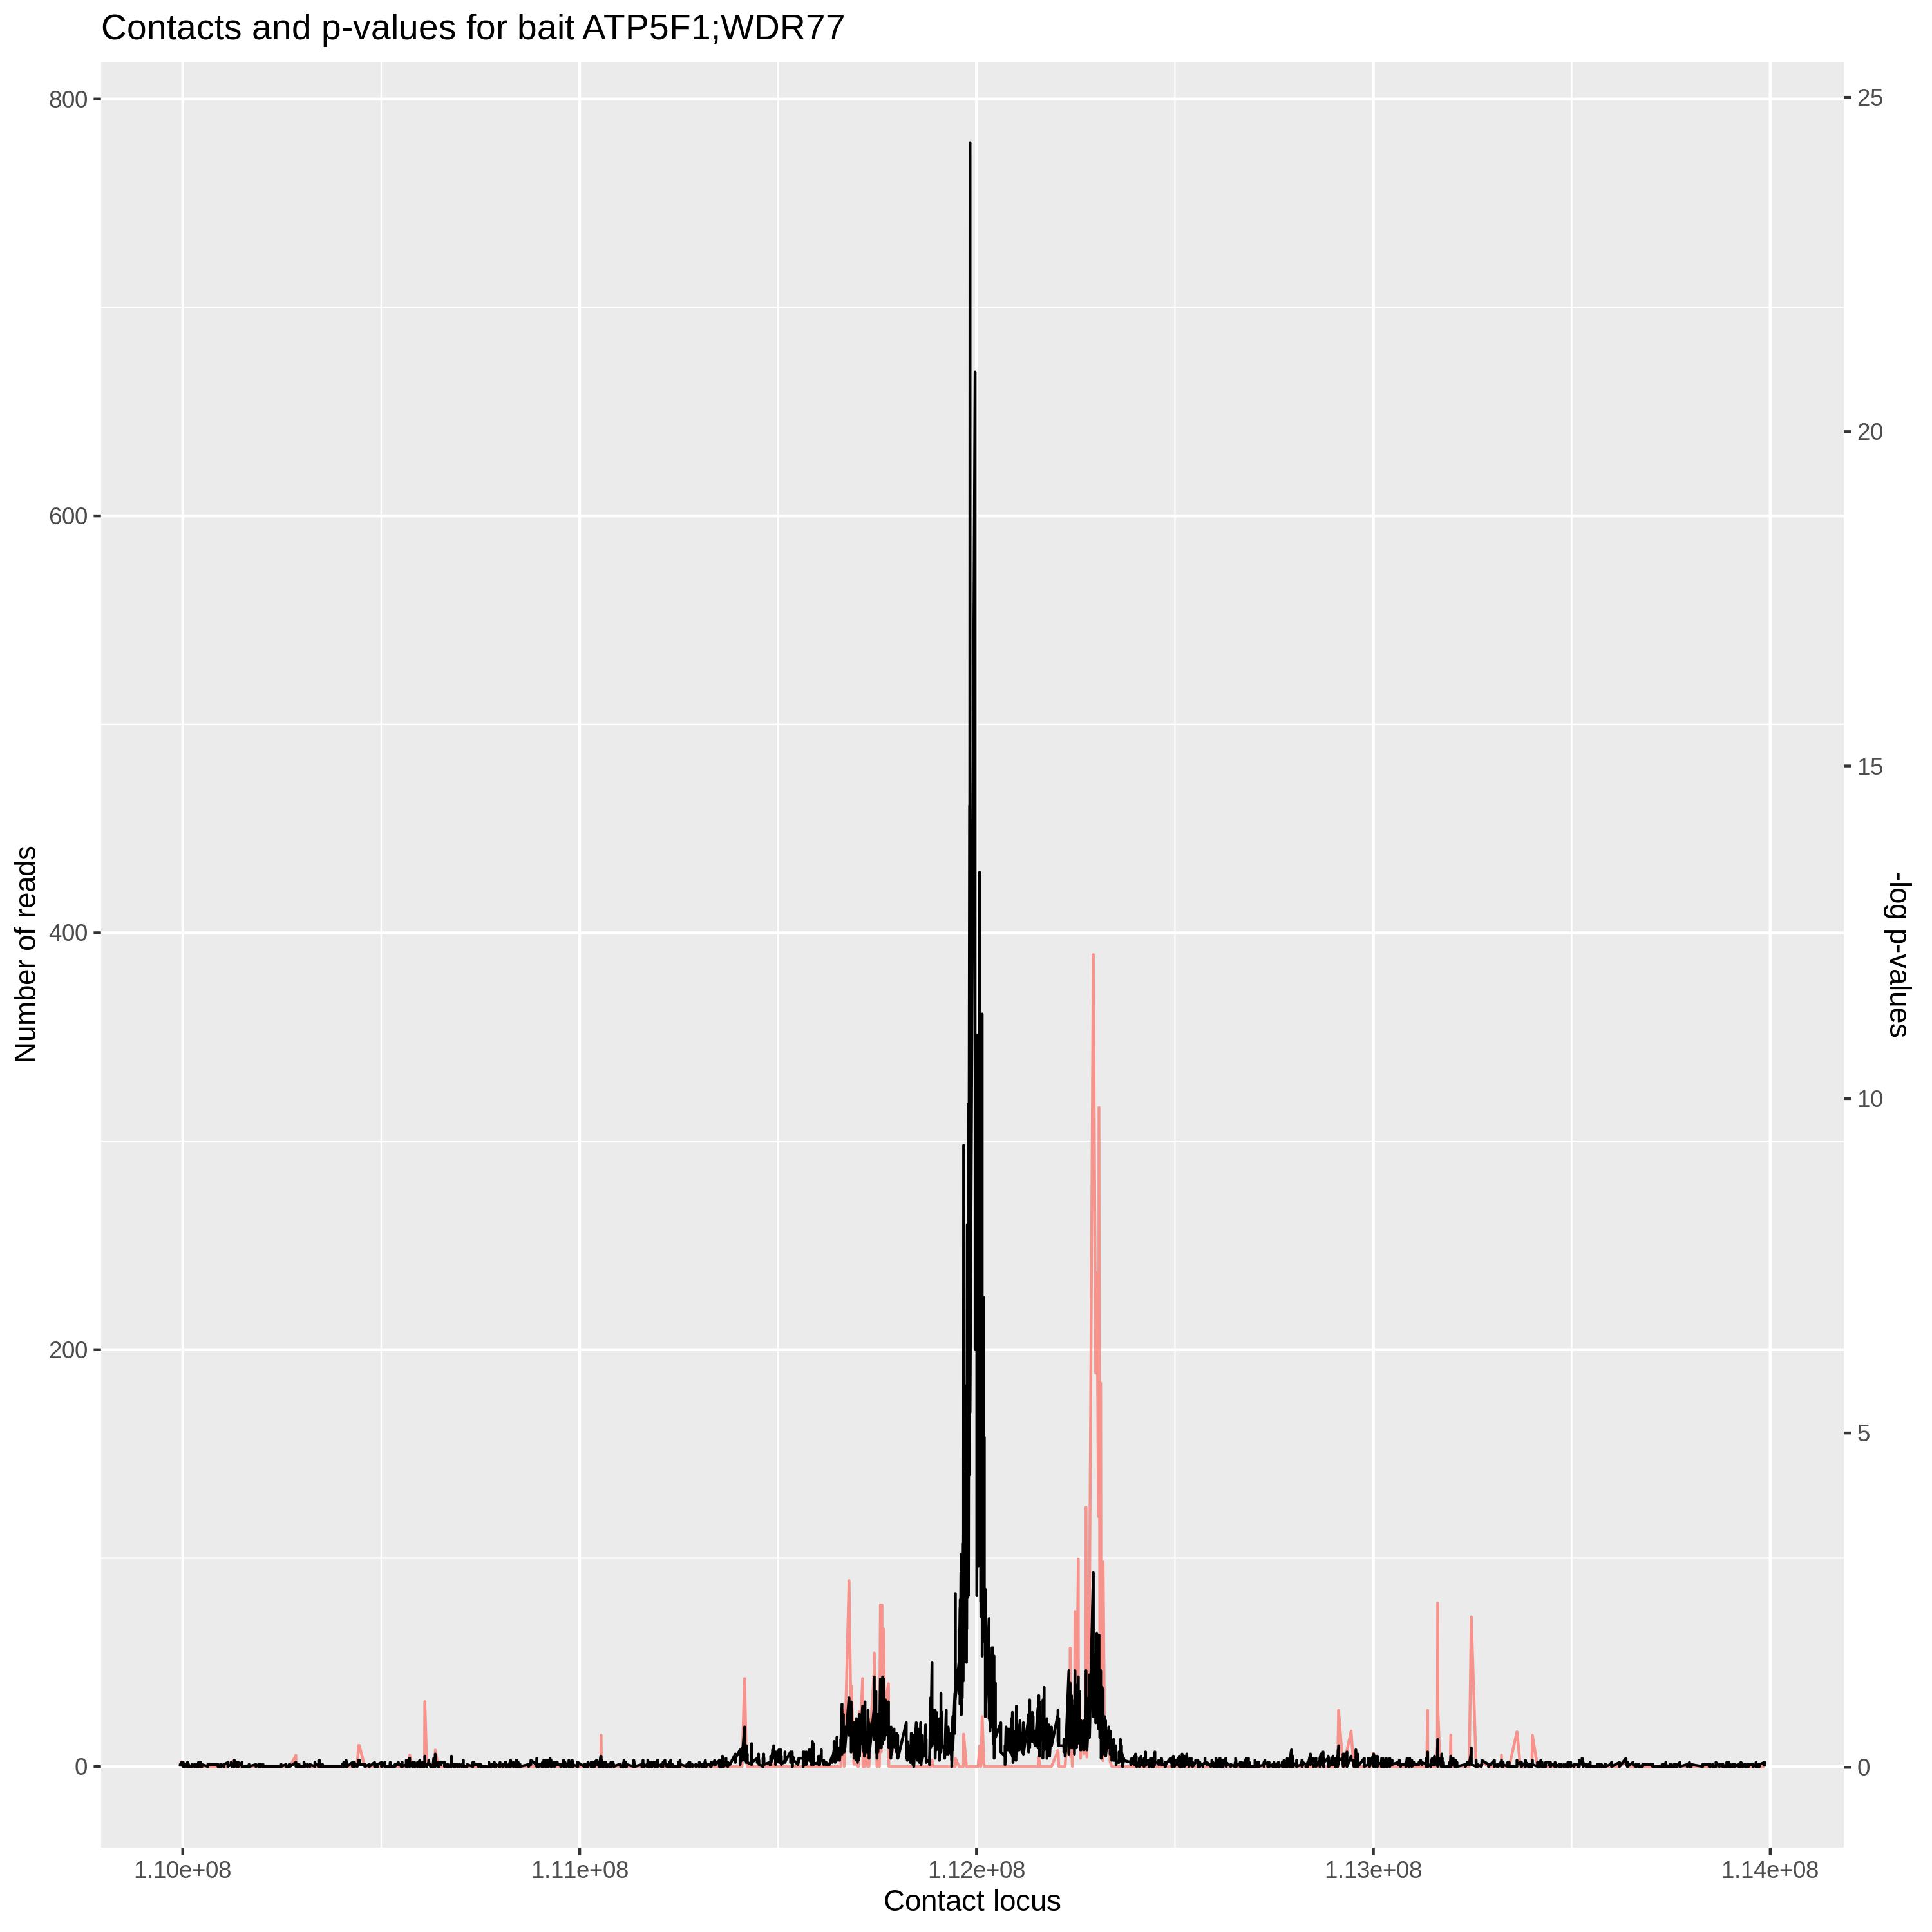 Contacts and p-values for bait ATP5F1;WDR77
800
600
400
200
0
Number of reads
25
20
15
10
5
0
-log p-values
1.10e+08
1.11e+08
1.12e+08
1.13e+08
1.14e+08
Contact locus